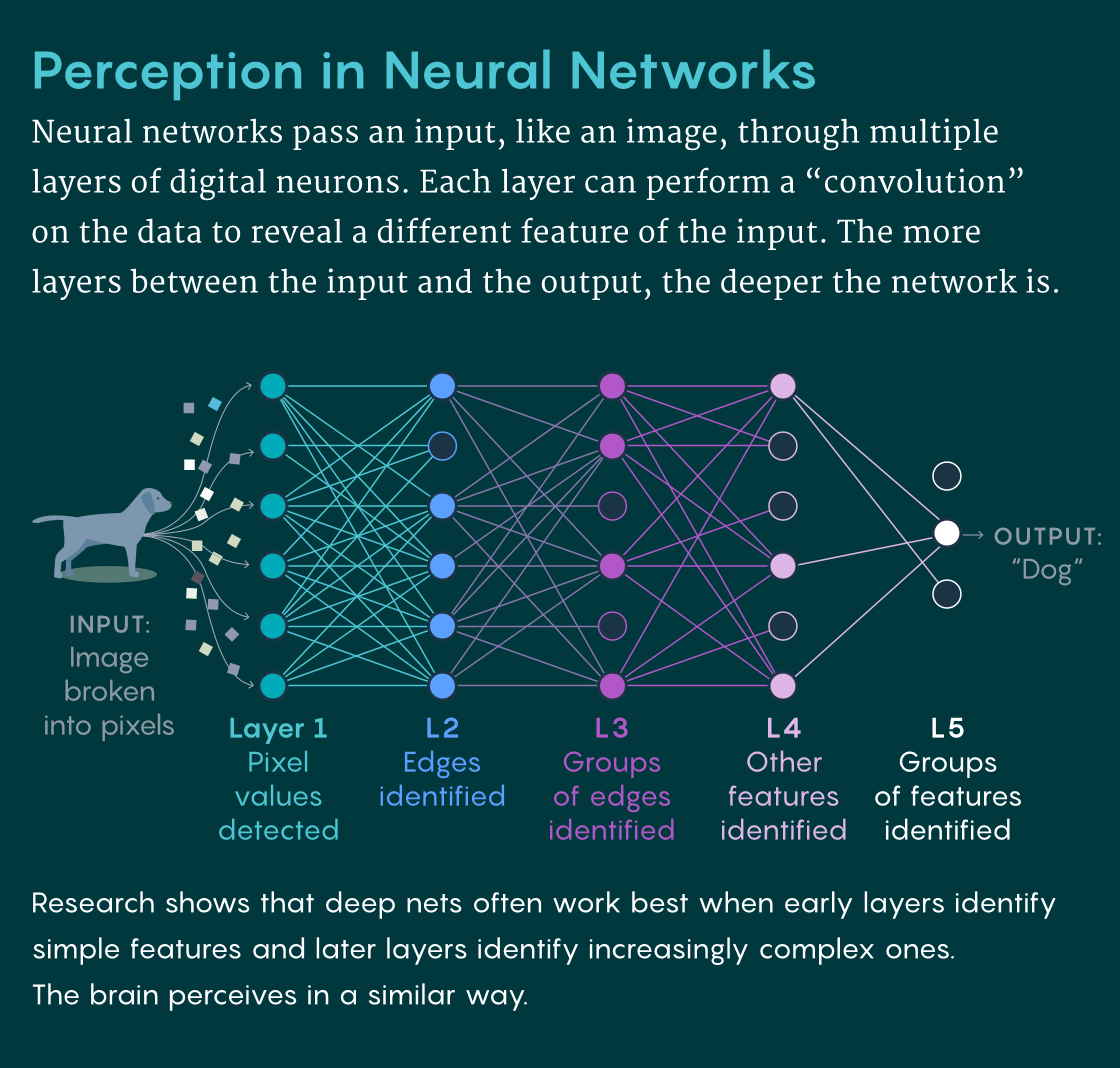 Perception in Neural Networks
Neural networks pass an input, like an image, through multiple
layers of digital neurons. Each layer can perform a “convolution”
on the data to reveal a different feature of the input. The more
layers between the input and the output, the deeper the network is.
OUTPUT:
“Dog“
INPUT:
Image
broken
into pixels
Layer 1
Pixel
values
detected
L2
Edges
identified
L3
Groups
of edges
identified
L4
Other
features
identified
L5
Groups
of features
identified
Research shows that deep nets often work best when early layers identify
simple features and later layers identify increasingly complex ones.
The brain perceives in a similar way.